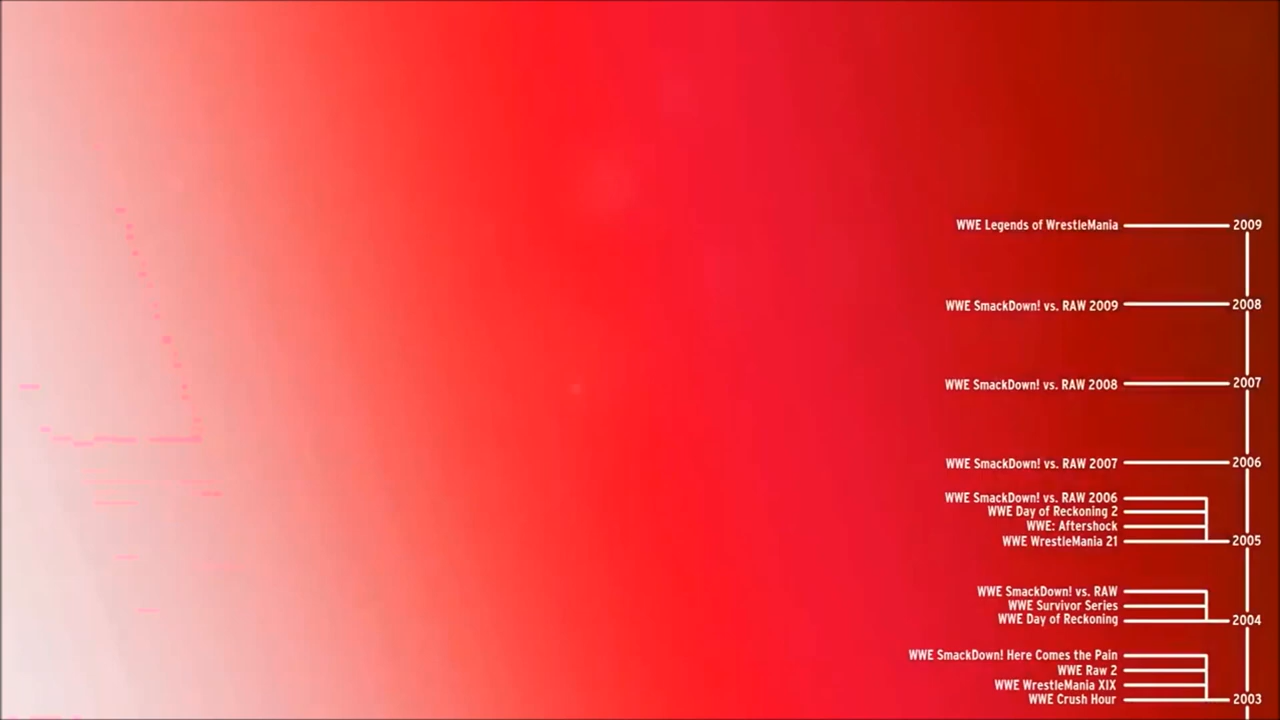 WWE Legends of WrestleMania 2009
WWE SmackDown! vs. RAW 2009 2008
WWE SmackDown! vs. RAW 2008 2007
WWE SmackDown! vs. RAW 2007 2006
WWE SmackDown! vs. RAW 2006
WWE Day of Reckoning 2
WWE: Aftershock
WWE WrestleMania 21 2005
WWE SmackDown! vs. RAW
WWE Survivor Series
WWE Day of Reckoning 2004
WWE SmackDown! Here Comes the Pain
WWE Raw 2
WWE WrestleMania XIX
WWE Crush Hour 2003